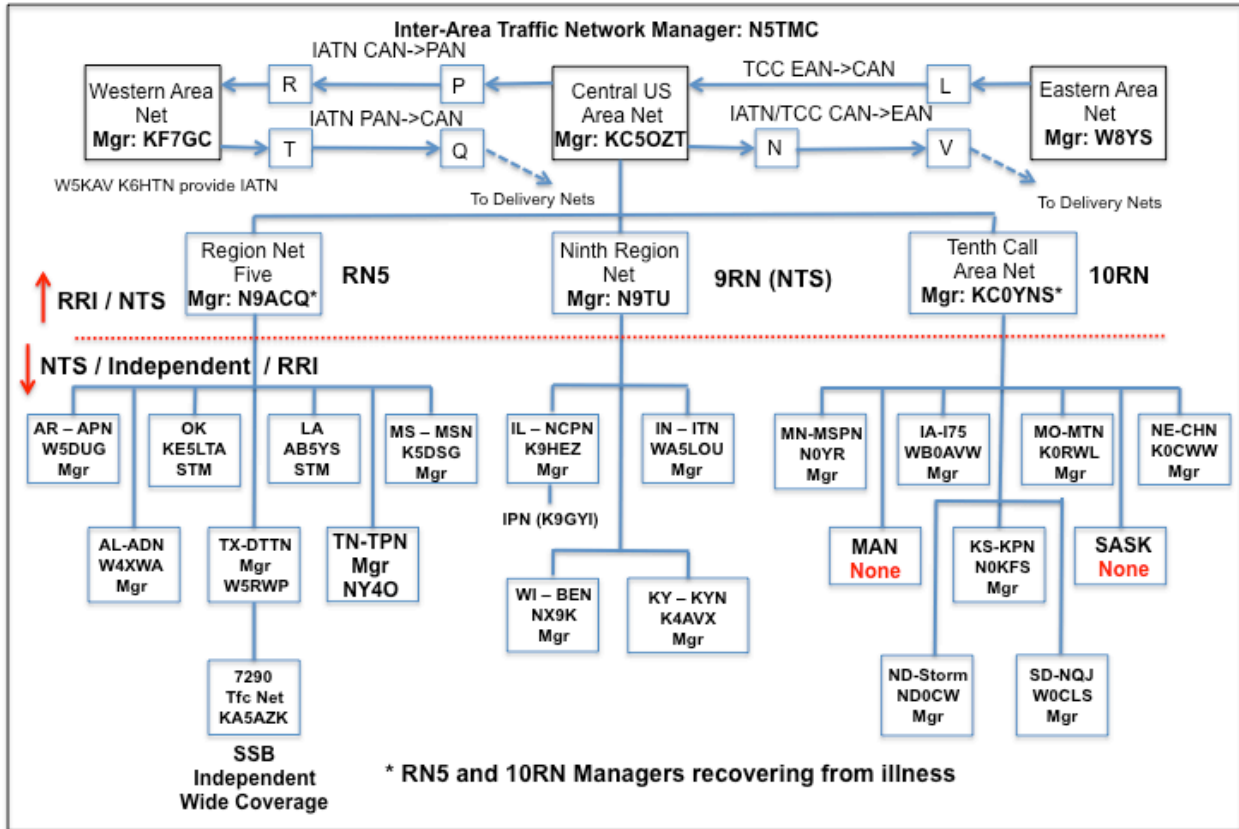 Inter-Area Traffic Network Manager: N5TMC
IATN CAN->PAN
TCC EAN->CAN
Western Area
Net
Mgr: KF7GC
R
P
Central US
Area Net
Mgr: KC5OZT
L
Eastern Area
Net
Mgr: W8YS
IATN PAN->CAN
IATN/TCC CAN->EAN
T
Q
N
V
W5KAV K6HTN provide IATN
To Delivery Nets
To Delivery Nets
Region Net
Five
Mgr: N9ACQ*
RN5
Ninth Region
Net
Mgr: N9TU
9RN (NTS)
Tenth Call
Area Net
Mgr: KC0YNS*
10RN
RRI / NTS
NTS / Independent / RRI
AR – APN
W5DUG
Mgr
OK
KE5LTA
STM
LA
AB5YS
STM
MS – MSN
K5DSG
Mgr
IL – NCPN
K9HEZ
Mgr
IN – ITN
WA5LOU
Mgr
MN-MSPN
N0YR
Mgr
IA-I75
WB0AVW
Mgr
MO-MTN
K0RWL
Mgr
NE-CHN
K0CWW
Mgr
IPN (K9GYI)
AL-ADN
W4XWA
Mgr
TX-DTTN
Mgr
W5RWP
TN-TPN
Mgr
NY4O
WI – BEN
NX9K
Mgr
KY – KYN
K4AVX
Mgr
MAN
None
KS-KPN
N0KFS
Mgr
SASK
None
7290
Tfc Net
KA5AZK
ND-Storm
ND0CW
Mgr
SD-NQJ
W0CLS
Mgr
SSB
Independent
Wide Coverage
* RN5 and 10RN Managers recovering from illness